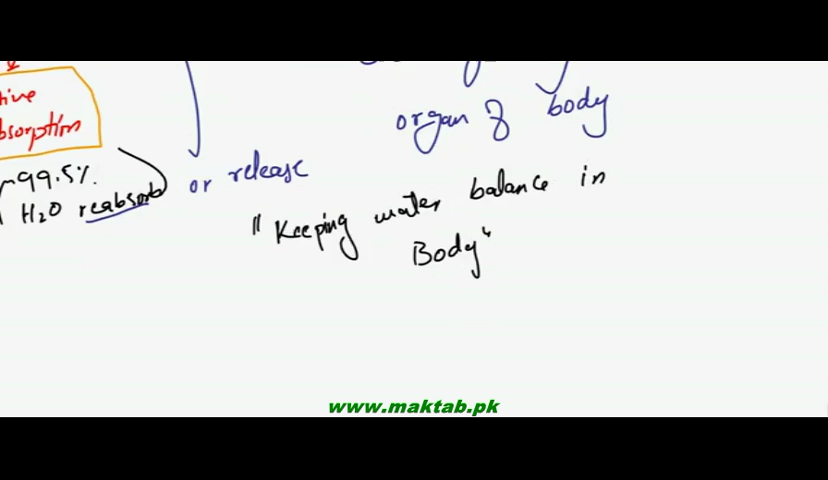 tive
bsorption
~99.5%.
H₂O reabsorb
or release
organ of body
"Keeping water balance in
Body"
www.maktab.pk